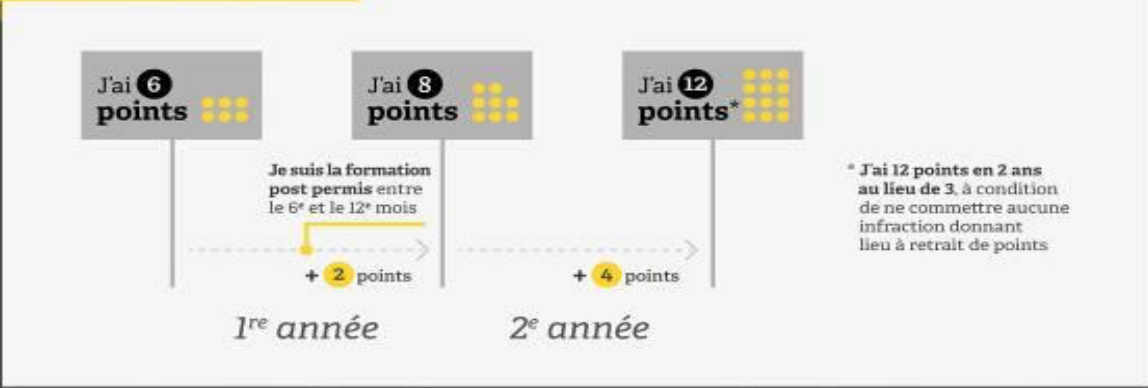 J'ai 6
points
J'ai 8
points
J'ai 12
points*
Je suis la formation
post permis entre
le 6e et le 12e mois
+ 2 points
+ 4 points
1re année
2e année
* J'ai 12 points en 2 ans
au lieu de 3, à condition
de ne commettre aucune
infraction donnant
lieu à retrait de points